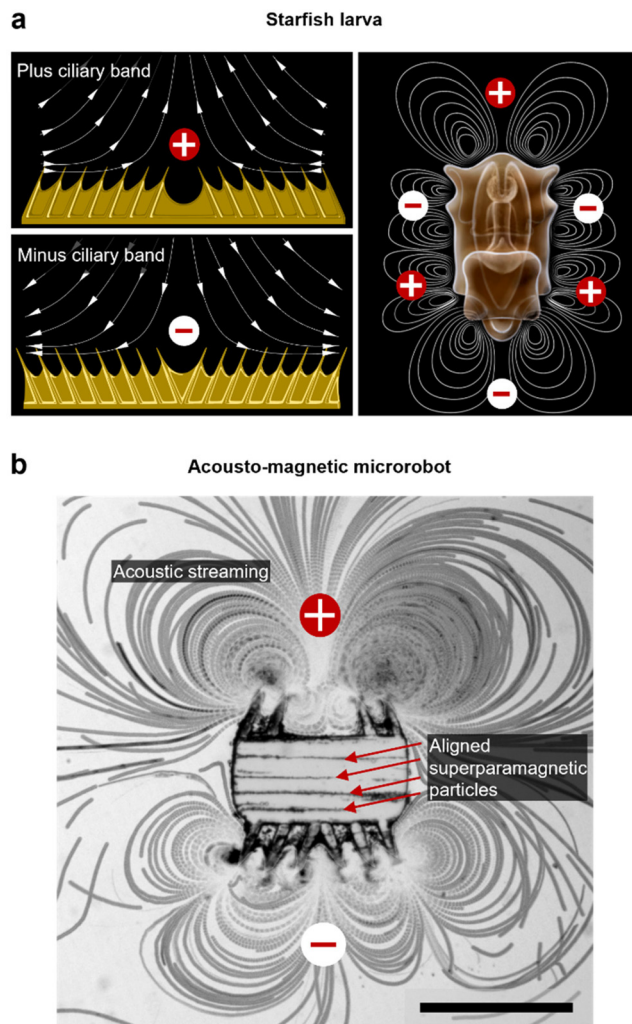 a
Starfish larva
Plus ciliary band
+
Minus ciliary band
−
+
−
−
+
+
−
b
Acousto-magnetic microrobot
Acoustic streaming
+
Aligned
superparamagnetic
particles
−